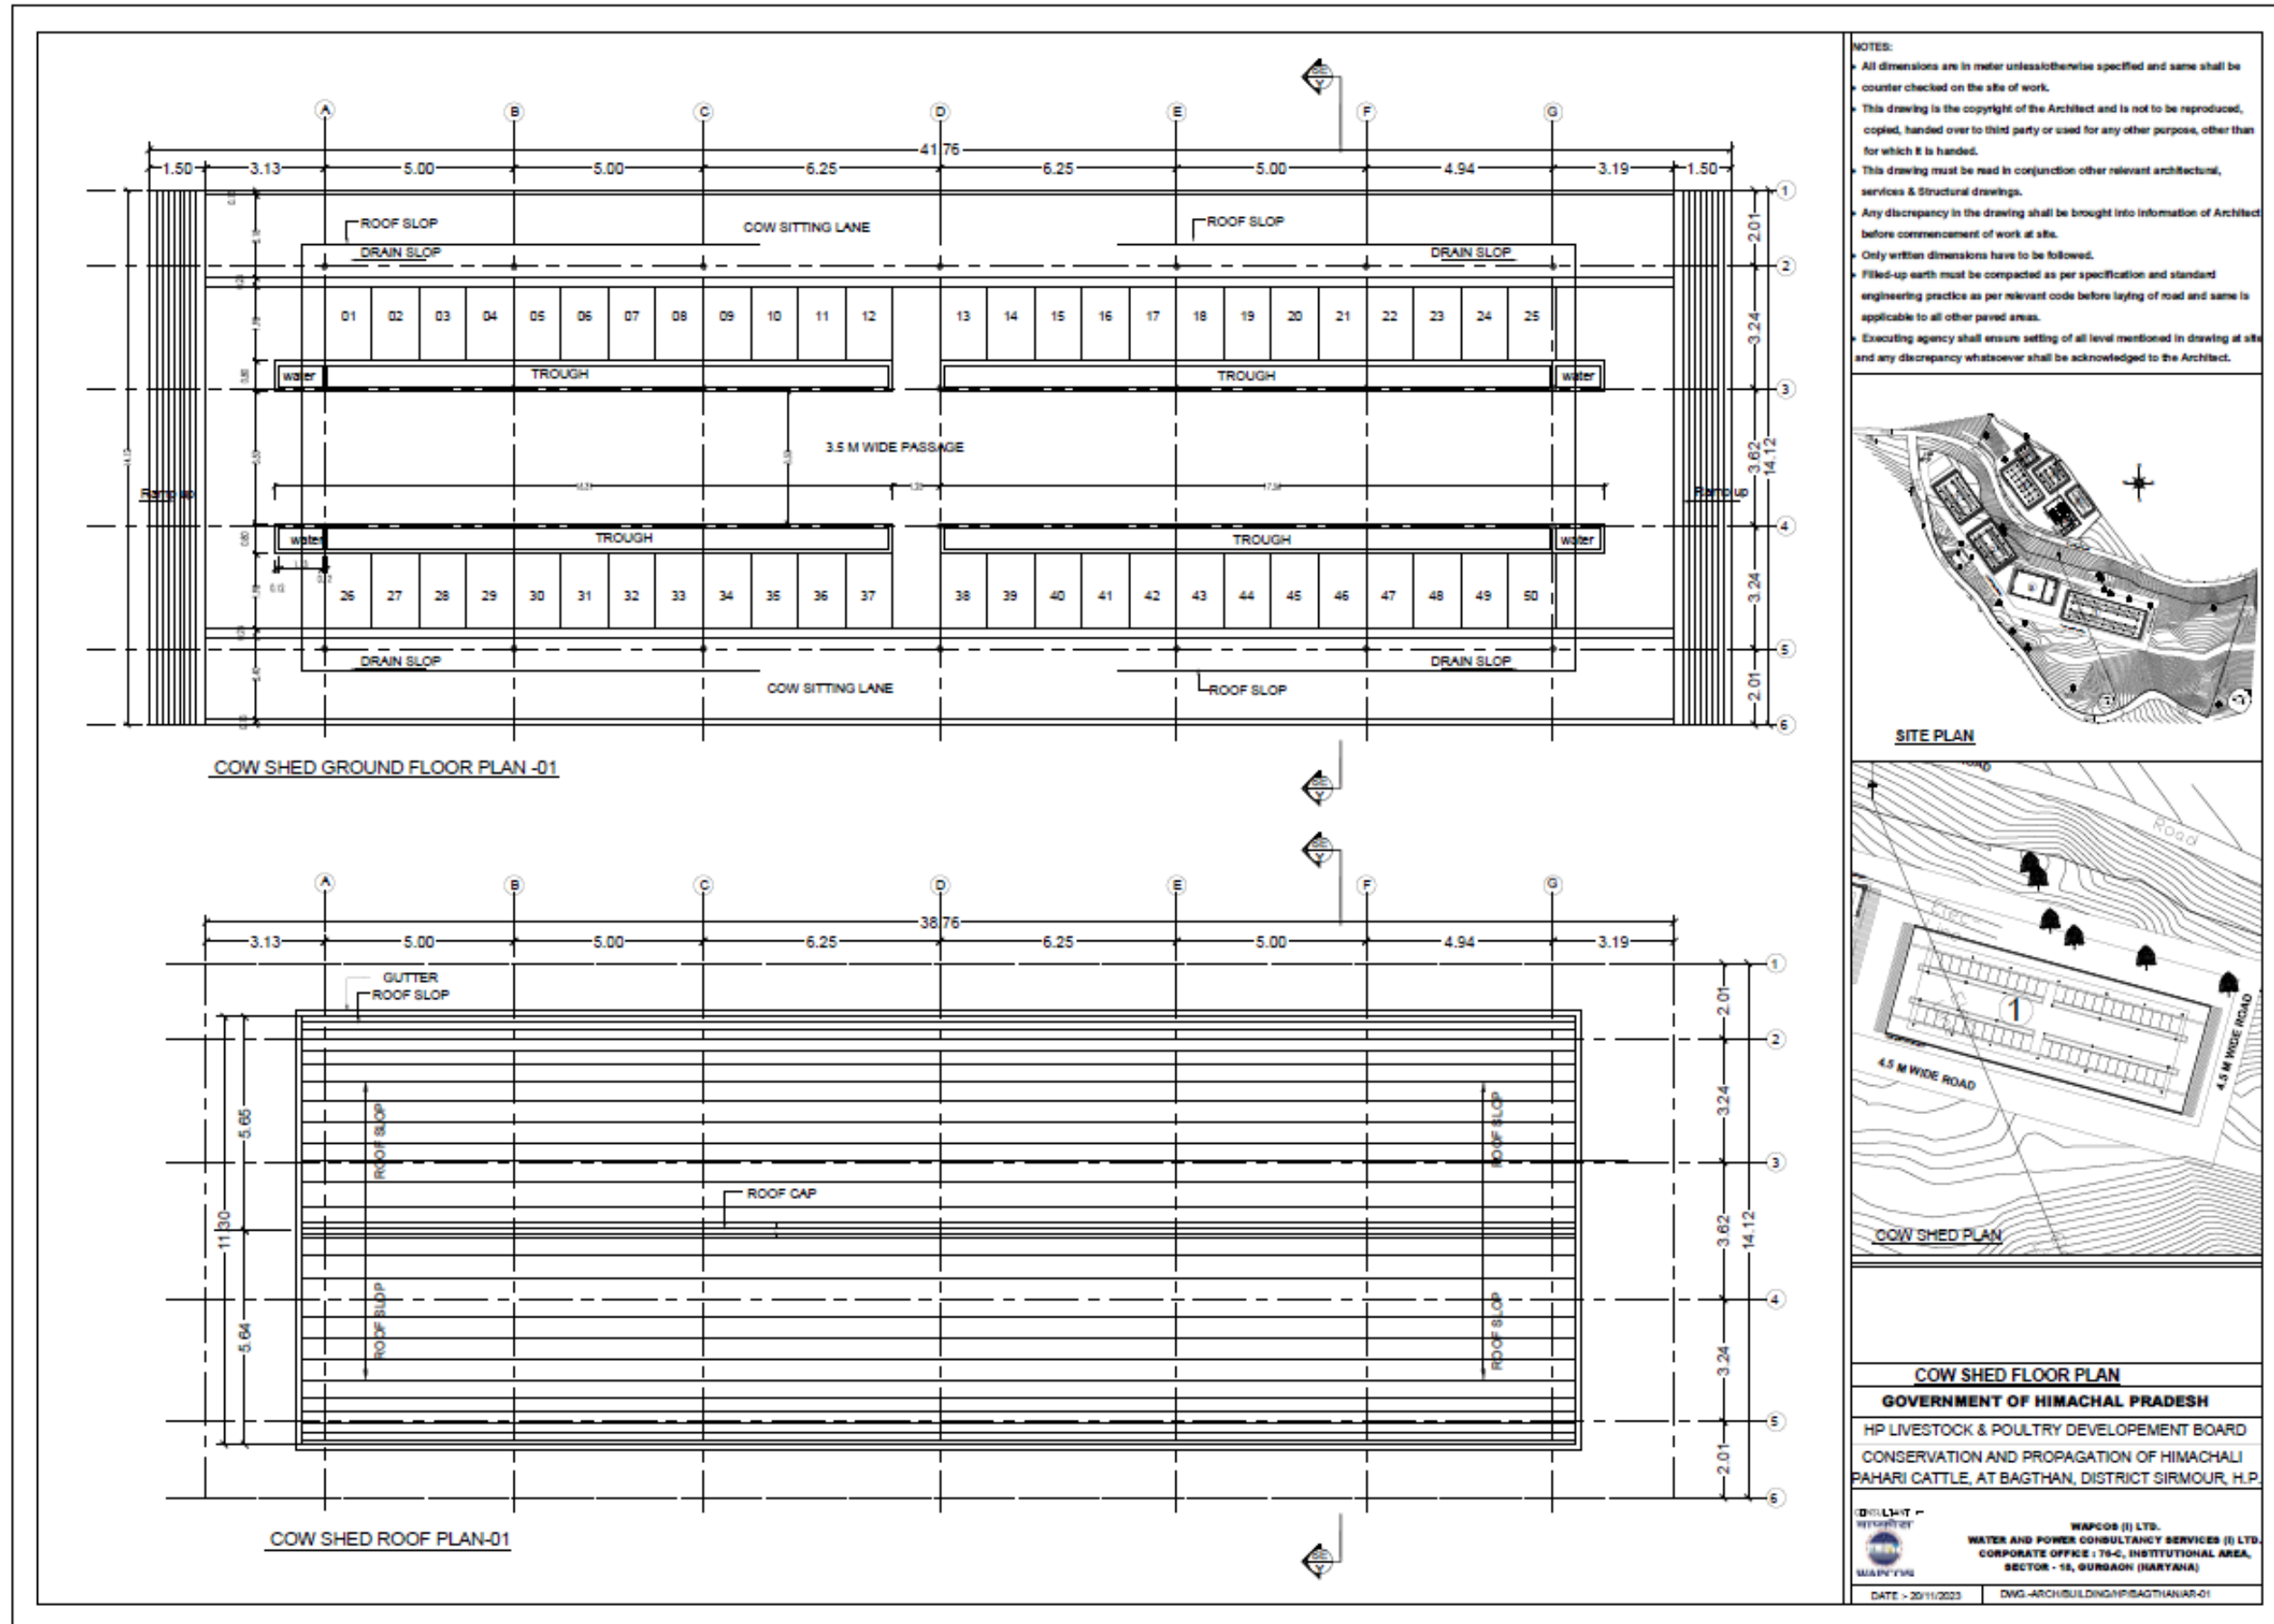 A B C D E F G
41.76
1.50 3.13 5.00 5.00 6.25 6.25 5.00 4.94 3.19 1.50
1
ROOF SLOP COW SITTING LANE ROOF SLOP
2.01
DRAIN SLOP DRAIN SLOP
2
01 02 03 04 05 06 07 08 09 10 11 12 13 14 15 16 17 18 19 20 21 22 23 24 25
3.24
water TROUGH TROUGH water
3
3.5 M WIDE PASSAGE
3.62 14.12
Ramp up Ramp up
4
water TROUGH TROUGH water
26 27 28 29 30 31 32 33 34 35 36 37 38 39 40 41 42 43 44 45 46 47 48 49 50
3.24
5
DRAIN SLOP DRAIN SLOP
COW SITTING LANE ROOF SLOP
2.01
6
COW SHED GROUND FLOOR PLAN -01
A B C D E F G
38.76
3.13 5.00 5.00 6.25 6.25 5.00 4.94 3.19
1
GUTTER
ROOF SLOP
2.01
2
5.65
ROOF SLOP ROOF SLOP
3.24
3
ROOF CAP
11.30
3.62 14.12
4
5.64
ROOF SLOP ROOF SLOP
3.24
5
2.01
6
COW SHED ROOF PLAN-01
NOTES:
All dimensions are in meter unless/otherwise specified and same shall be
counter checked on the site of work.
This drawing is the copyright of the Architect and is not to be reproduced,
copied, handed over to third party or used for any other purpose, other than
for which it is handed.
This drawing must be read in conjunction other relevant architectural,
services & Structural drawings.
Any discrepancy in the drawing shall be brought into information of Architect
before commencement of work at site.
Only written dimensions have to be followed.
Filled-up earth must be compacted as per specification and standard
engineering practice as per relevant code before laying of road and same is
applicable to all other paved areas.
Executing agency shall ensure setting of all level mentioned in drawing at site
and any discrepancy whatsoever shall be acknowledged to the Architect.
SITE PLAN
Road
1
4.5 M WIDE ROAD
4.5 M WIDE ROAD
COW SHED PLAN
COW SHED FLOOR PLAN
GOVERNMENT OF HIMACHAL PRADESH
HP LIVESTOCK & POULTRY DEVELOPEMENT BOARD
CONSERVATION AND PROPAGATION OF HIMACHALI
PAHARI CATTLE, AT BAGTHAN, DISTRICT SIRMOUR, H.P.
WAPCOS
WAPCOS (I) LTD.
WATER AND POWER CONSULTANCY SERVICES (I) LTD.
CORPORATE OFFICE : 76-C, INSTITUTIONAL AREA,
SECTOR - 18, GURGAON (HARYANA)
DATE :- 20/11/2023
DWG.-ARCH/BUILDING/HP/BAGTHAN/AR-01